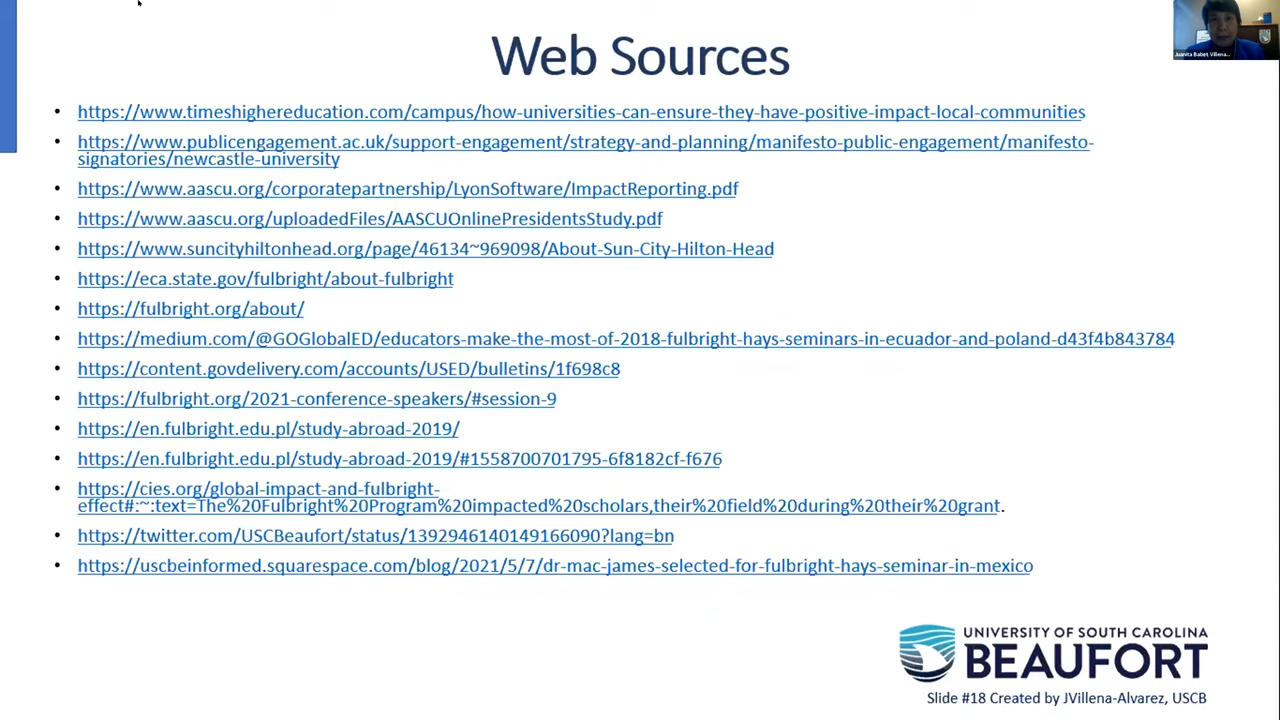 Juanita Babet Villena...
Web Sources
• https://www.timeshighereducation.com/campus/how-universities-can-ensure-they-have-positive-impact-local-communities
• https://www.publicengagement.ac.uk/support-engagement/strategy-and-planning/manifesto-public-engagement/manifesto-
signatories/newcastle-university
• https://www.aascu.org/corporatepartnership/LyonSoftware/ImpactReporting.pdf
• https://www.aascu.org/uploadedFiles/AASCUOnlinePresidentsStudy.pdf
• https://www.suncityhiltonhead.org/page/46134~969098/About-Sun-City-Hilton-Head
• https://eca.state.gov/fulbright/about-fulbright
• https://fulbright.org/about/
• https://medium.com/@GOGlobalED/educators-make-the-most-of-2018-fulbright-hays-seminars-in-ecuador-and-poland-d43f4b843784
• https://content.govdelivery.com/accounts/USED/bulletins/1f698c8
• https://fulbright.org/2021-conference-speakers/#session-9
• https://en.fulbright.edu.pl/study-abroad-2019/
• https://en.fulbright.edu.pl/study-abroad-2019/#1558700701795-6f8182cf-f676
• https://cies.org/global-impact-and-fulbright-
effect#:~:text=The%20Fulbright%20Program%20impacted%20scholars,their%20field%20during%20their%20grant.
• https://twitter.com/USCBeaufort/status/1392946140149166090?lang=bn
• https://uscbeinformed.squarespace.com/blog/2021/5/7/dr-mac-james-selected-for-fulbright-hays-seminar-in-mexico
UNIVERSITY OF SOUTH CAROLINA
BEAUFORT
Slide #18 Created by JVillena-Alvarez, USCB